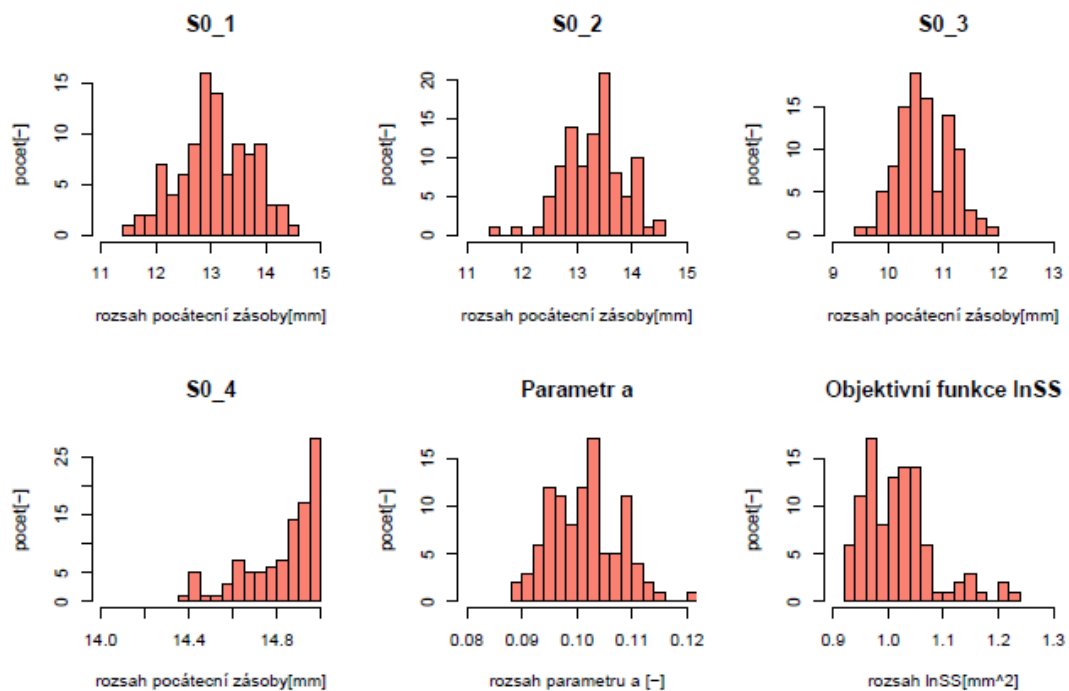 S0_1
S0_2
S0_3
pocet[−]
0 5 10 15
11 12 13 14 15
rozsah pocátecní zásoby[mm]
pocet[−]
0 5 10 15 20
11 12 13 14 15
rozsah pocátecní zásoby[mm]
pocet[−]
0 5 10 15
9 10 11 12 13
rozsah pocátecní zásoby[mm]
S0_4
Parametr a
Objektivní funkce lnSS
pocet[−]
0 5 15 25
14.0 14.4 14.8
rozsah pocátecní zásoby[mm]
pocet[−]
0 5 10 15
0.08 0.09 0.10 0.11 0.12
rozsah parametru a [−]
pocet[−]
0 5 10 15
0.9 1.0 1.1 1.2 1.3
rozsah lnSS[mm^2]